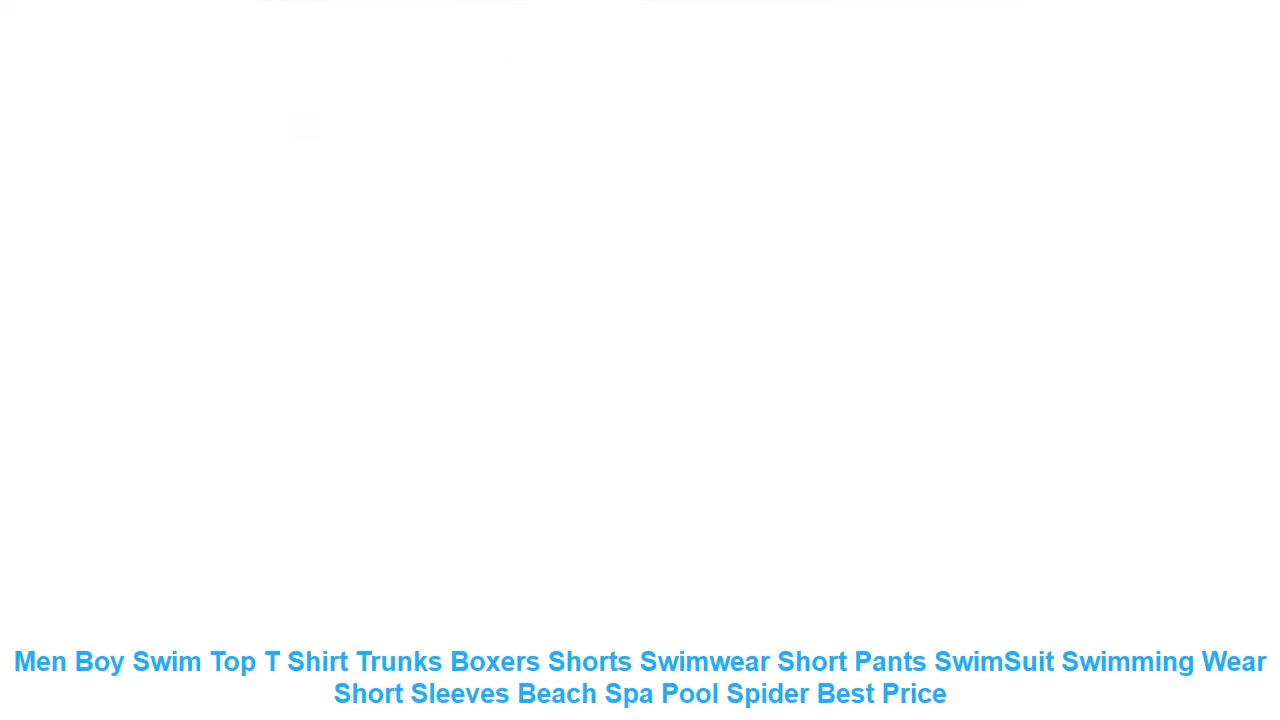 Men Boy Swim Top T Shirt Trunks Boxers Shorts Swimwear Short Pants SwimSuit Swimming Wear
Short Sleeves Beach Spa Pool Spider Best Price